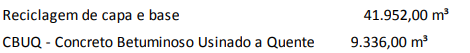 Reciclagem de capa e base 41.952,00 m³
CBUQ - Concreto Betuminoso Usinado a Quente 9.336,00 m³